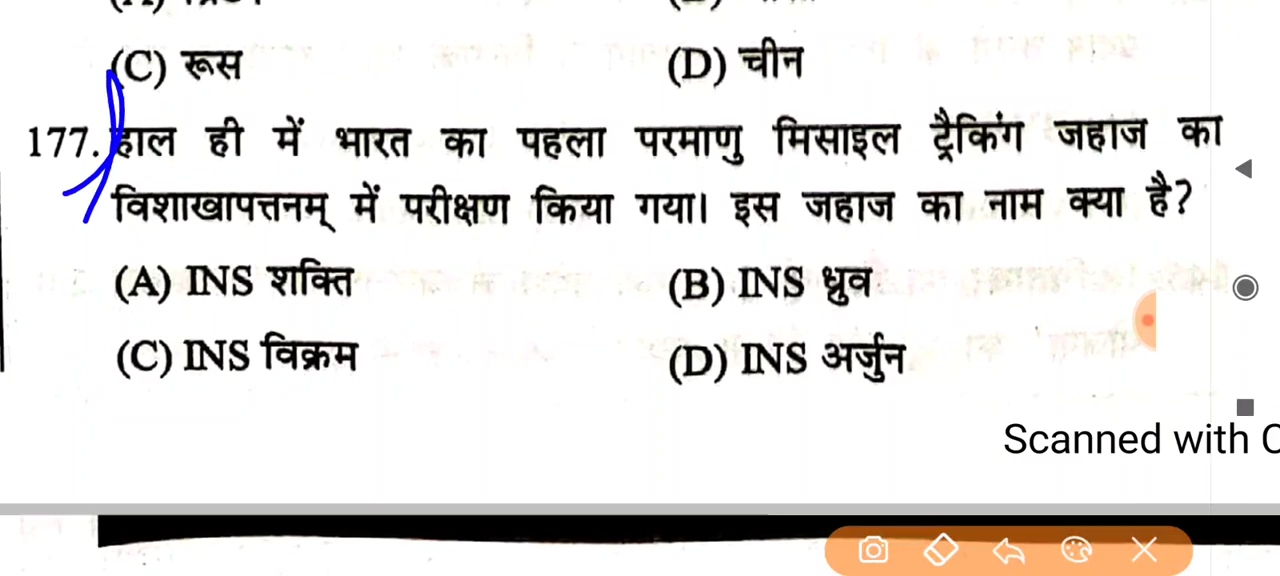 (C) रूस (D) चीन
177. हाल ही में भारत का पहला परमाणु मिसाइल ट्रैकिंग जहाज का
विशाखापत्तनम् में परीक्षण किया गया। इस जहाज का नाम क्या है?
(A) INS शक्ति (B) INS ध्रुव
(C) INS विक्रम (D) INS अर्जुन
Scanned with C